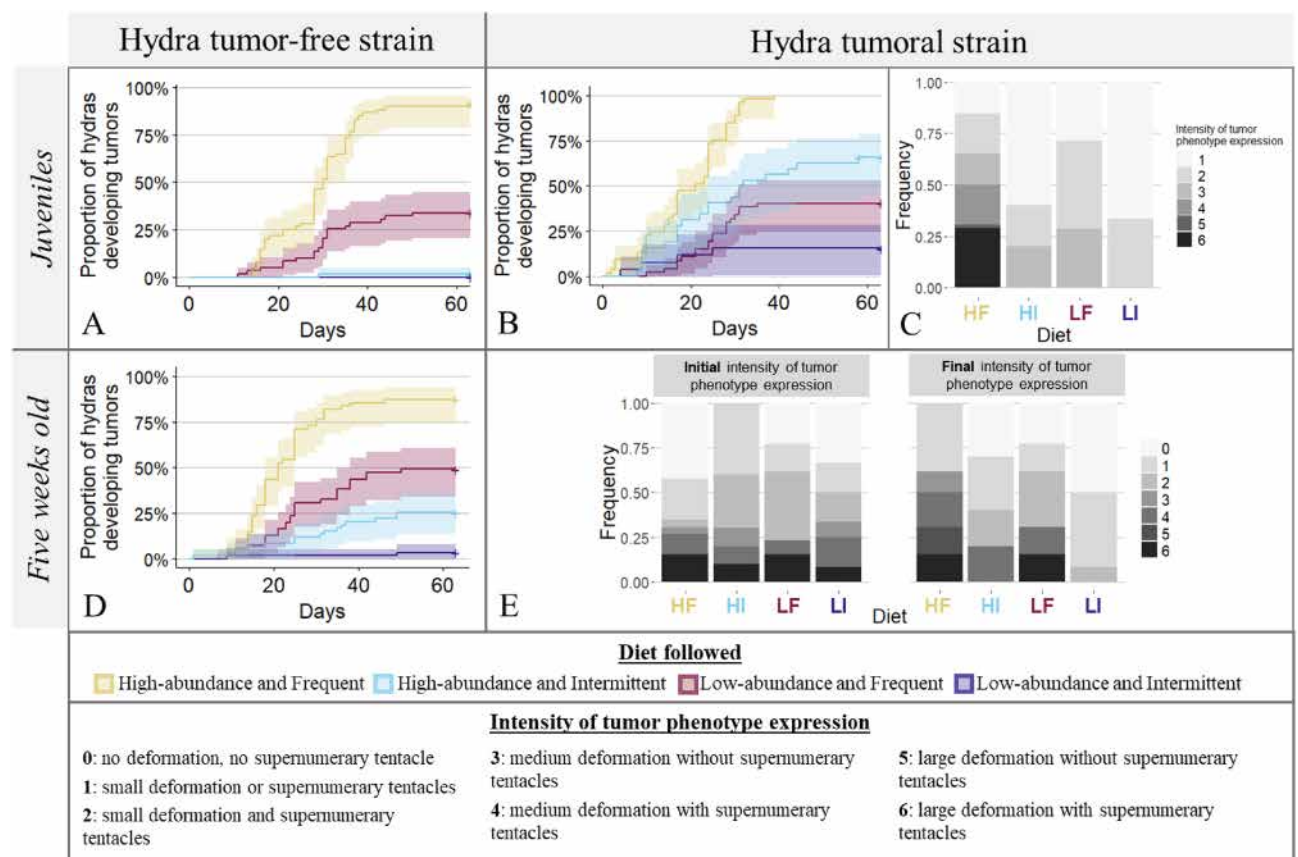 Hydra tumor-free strain
Hydra tumoral strain
Juveniles
Proportion of hydras
developing tumors
100%
75%
50%
25%
0%
0 20 40 60
Days
A
Proportion of hydras
developing tumors
100%
75%
50%
25%
0%
0 20 40 60
Days
B
Frequency
1.00
0.75
0.50
0.25
0.00
HF HI LF LI
Diet
C
Intensity of tumor
phenotype expression
1
2
3
4
5
6
Five weeks old
Proportion of hydras
developing tumors
100%
75%
50%
25%
0%
0 20 40 60
Days
D
Initial intensity of tumor
phenotype expression
Final intensity of tumor
phenotype expression
Frequency
1.00
0.75
0.50
0.25
0.00
HF HI LF LI
HF HI LF LI
Diet
E
0
1
2
3
4
5
6
Diet followed
High-abundance and Frequent High-abundance and Intermittent Low-abundance and Frequent Low-abundance and Intermittent
Intensity of tumor phenotype expression
0: no deformation, no supernumery tentacle
1: small deformation or supernumery tentacles
2: small deformation and supernumery
tentacles
3: medium deformation without supernumery
tentacles
4: medium deformation with supernumery
tentacles
5: large deformation without supernumery
tentacles
6: large deformation with supernumery
tentacles